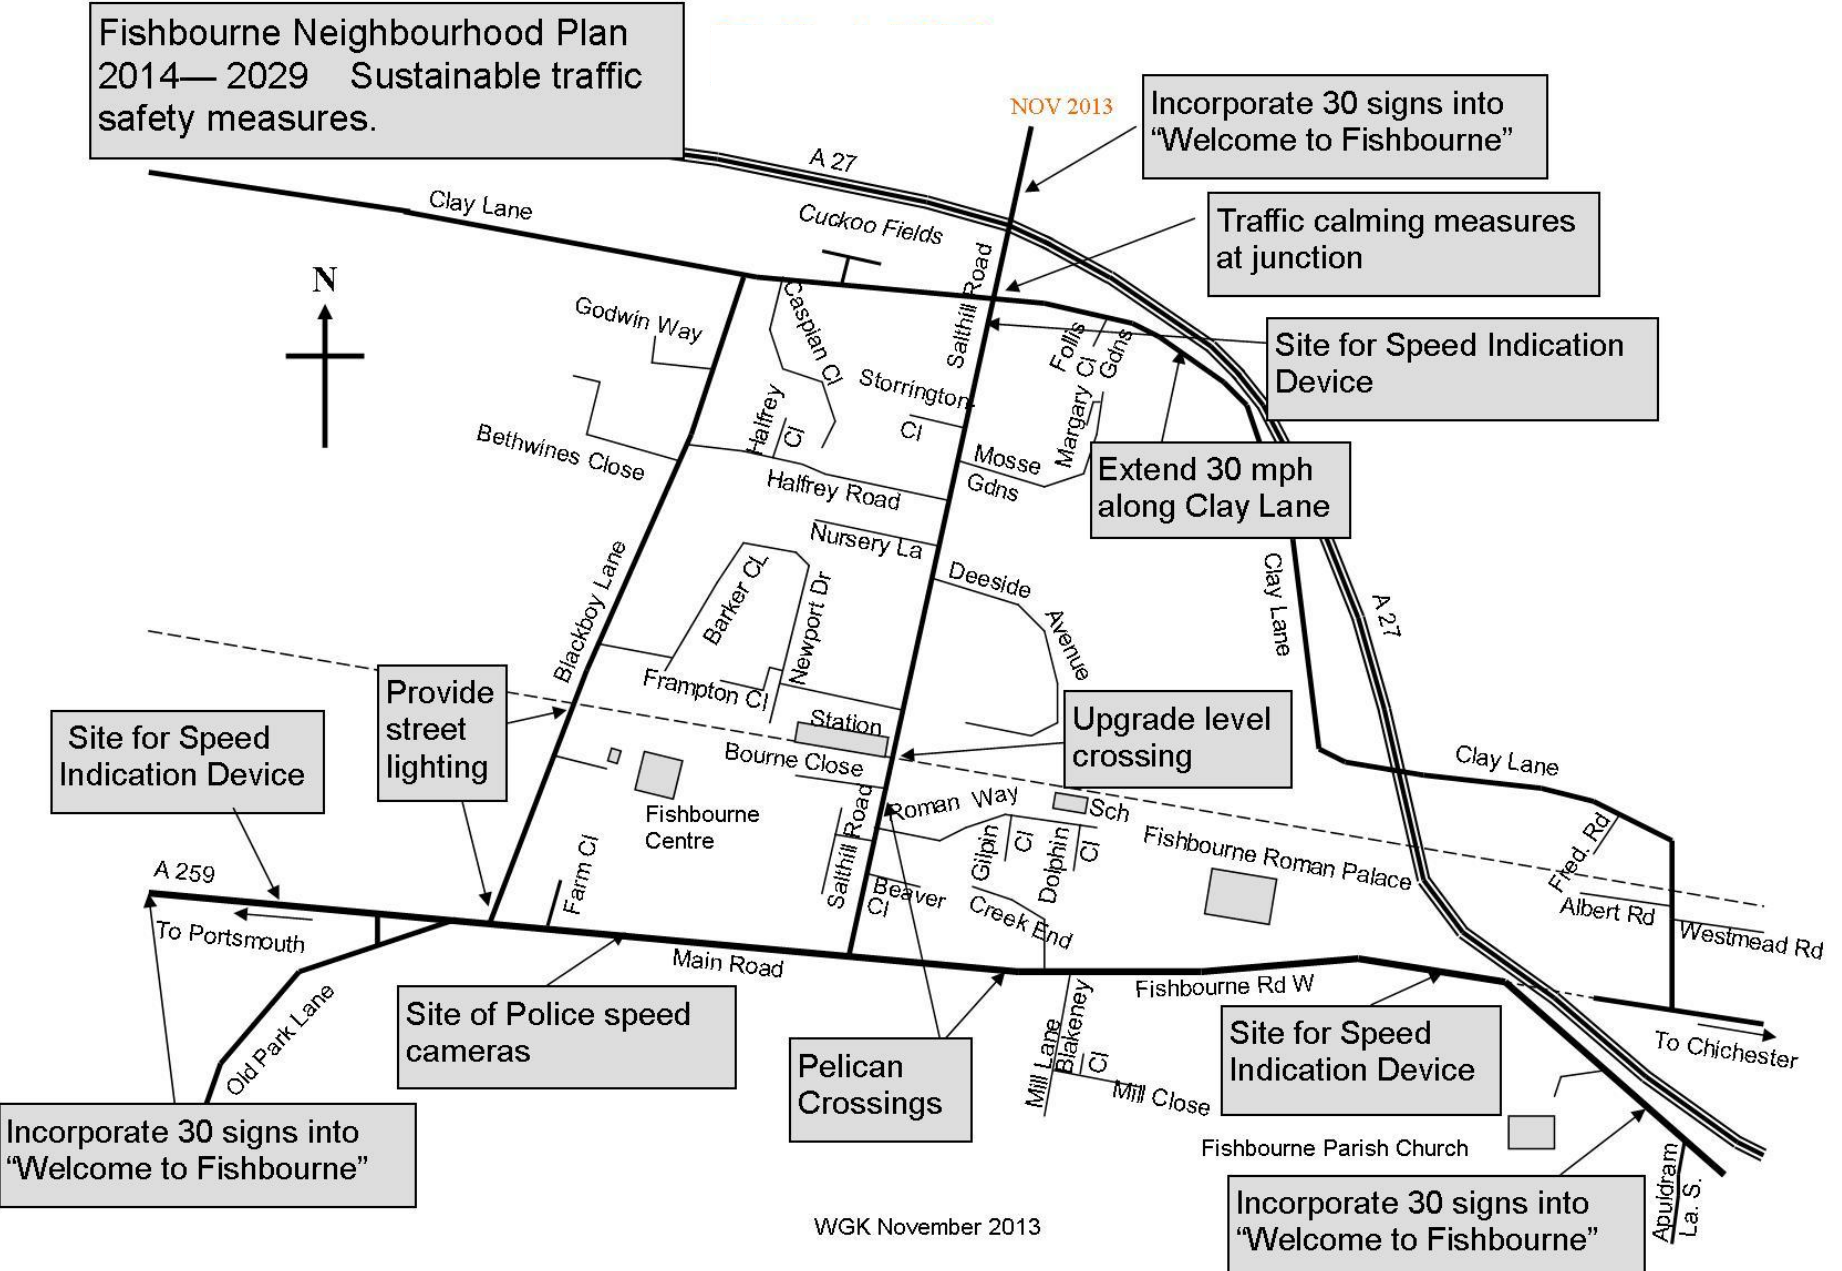 Fishbourne Neighbourhood Plan
2014— 2029 Sustainable traffic
safety measures.
NOV 2013
Incorporate 30 signs into
“Welcome to Fishbourne”
A 27
Clay Lane
Cuckoo Fields
Traffic calming measures
at junction
N
Salthill Road
Godwin Way
Caspian Cl
Follis
Cl
Gdns
Site for Speed Indication
Device
Storrington
Cl
Halfrey
Cl
Margary
Bethwines Close
Mosse
Gdns
Extend 30 mph
along Clay Lane
Halfrey Road
Nursery La
Blackboy Lane
Barker CL
Newport Dr
Deeside
Avenue
Clay Lane
A 27
Provide
street
lighting
Frampton Cl
Station
Upgrade level
crossing
Site for Speed
Indication Device
Bourne Close
Clay Lane
Fishbourne
Centre
Salthill Road
Roman Way
Sch
Gilpin
Cl
Dolphin
Cl
Fishbourne Roman Palace
Fred. Rd
A 259
Farm Cl
Beaver
Cl
Creek End
Albert Rd
Westmead Rd
To Portsmouth
Main Road
Fishbourne Rd W
Old Park Lane
Site of Police speed
cameras
Pelican
Crossings
Mill Lane
Blakeney
Cl
Mill Close
Site for Speed
Indication Device
To Chichester
Incorporate 30 signs into
“Welcome to Fishbourne”
Fishbourne Parish Church
Incorporate 30 signs into
“Welcome to Fishbourne”
Apuldram
La. S.
WGK November 2013